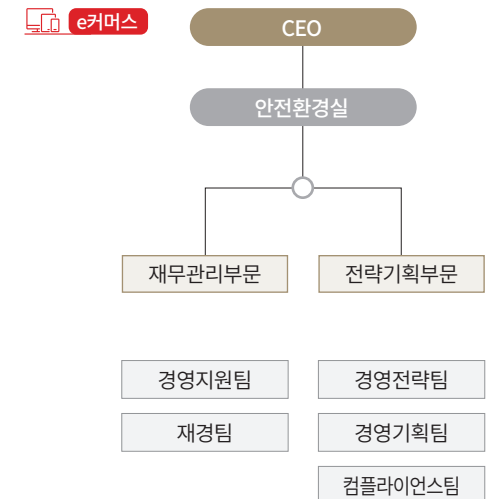 e커머스
CEO
안전환경실
재무관리부문
전략기획부문
경영지원팀
경영전략팀
재경팀
경영기획팀
컴플라이언스팀